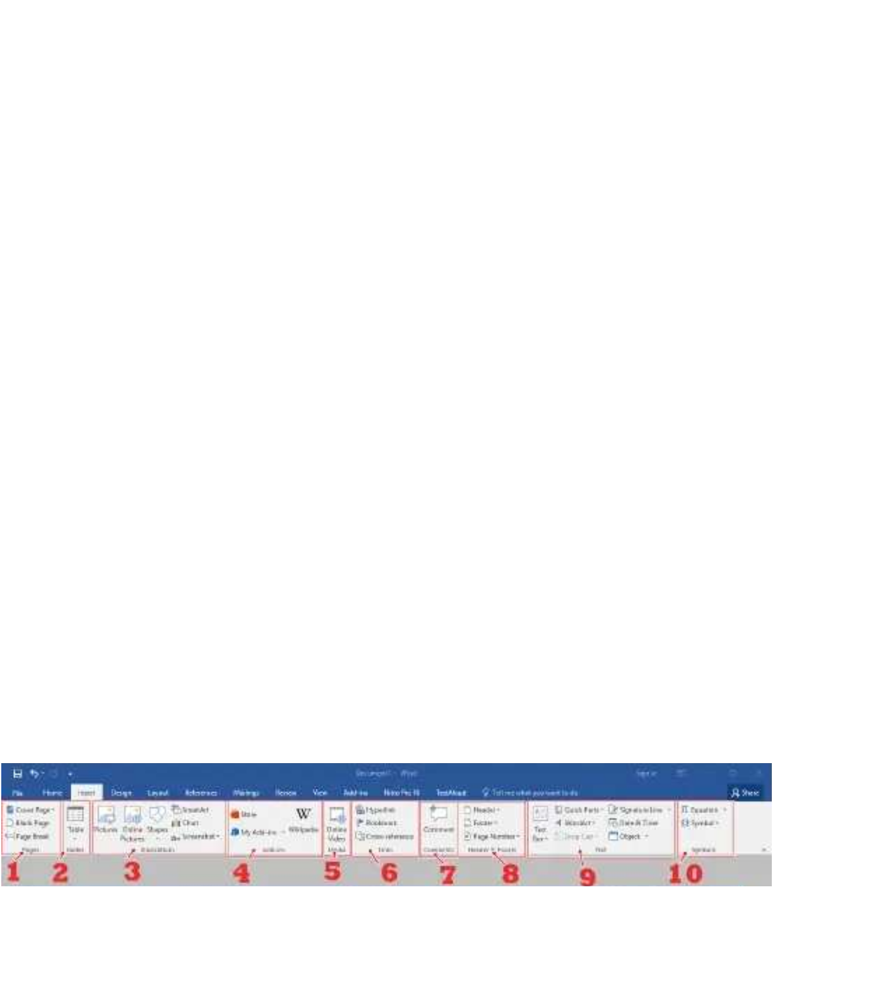 Document1 - Word
Sign in
File Home Insert Design Layout References Mailings Review View Add-ins Nitro Pro 10 Tell me what you want to do Share
Cover Page
Blank Page
Page Break
Pages
Table
Tables
Pictures
Online
Pictures
Shapes
SmartArt
Chart
Screenshot
Illustrations
Store
My Add-ins
Wikipedia
Add-ins
Online
Video
Media
Hyperlink
Bookmark
Cross-reference
Links
Comment
Comments
Header
Footer
Page Number
Header & Footer
Text
Box
Quick Parts
WordArt
Drop Cap
Signature Line
Date & Time
Object
Text
Equation
Symbol
Symbols
1 2 3 4 5 6 7 8 9 10